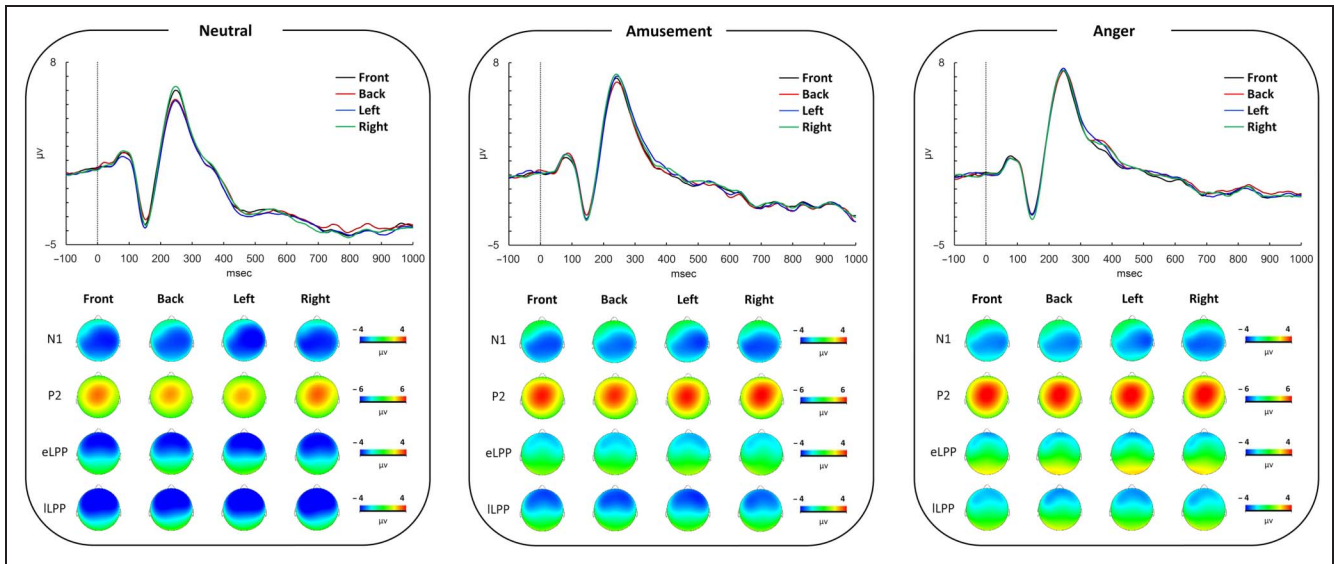 Neutral
8
Front
Back
Left
Right
μv
−5
−100 0 100 200 300 400 500 600 700 800 900 1000
msec
Front Back Left Right
N1
−4 4
μv
P2
−6 6
μv
eLPP
−4 4
μv
lLPP
−4 4
μv
Amusement
8
Front
Back
Left
Right
μv
−5
−100 0 100 200 300 400 500 600 700 800 900 1000
msec
Front Back Left Right
N1
−4 4
μv
P2
−6 6
μv
eLPP
−4 4
μv
lLPP
−4 4
μv
Anger
8
Front
Back
Left
Right
μv
−5
−100 0 100 200 300 400 500 600 700 800 900 1000
msec
Front Back Left Right
N1
−4 4
μv
P2
−6 6
μv
eLPP
−4 4
μv
lLPP
−4 4
μv